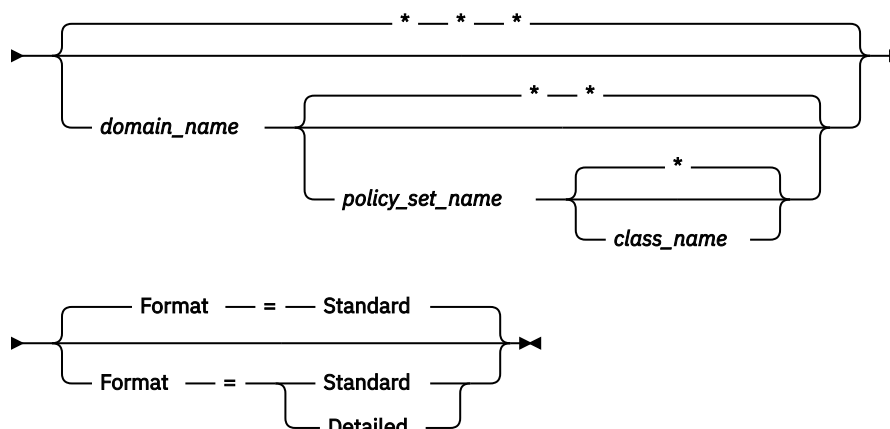 * * *
* *
domain_name
*
policy_set_name
class_name
Format = Standard
Format = Standard
Detailed